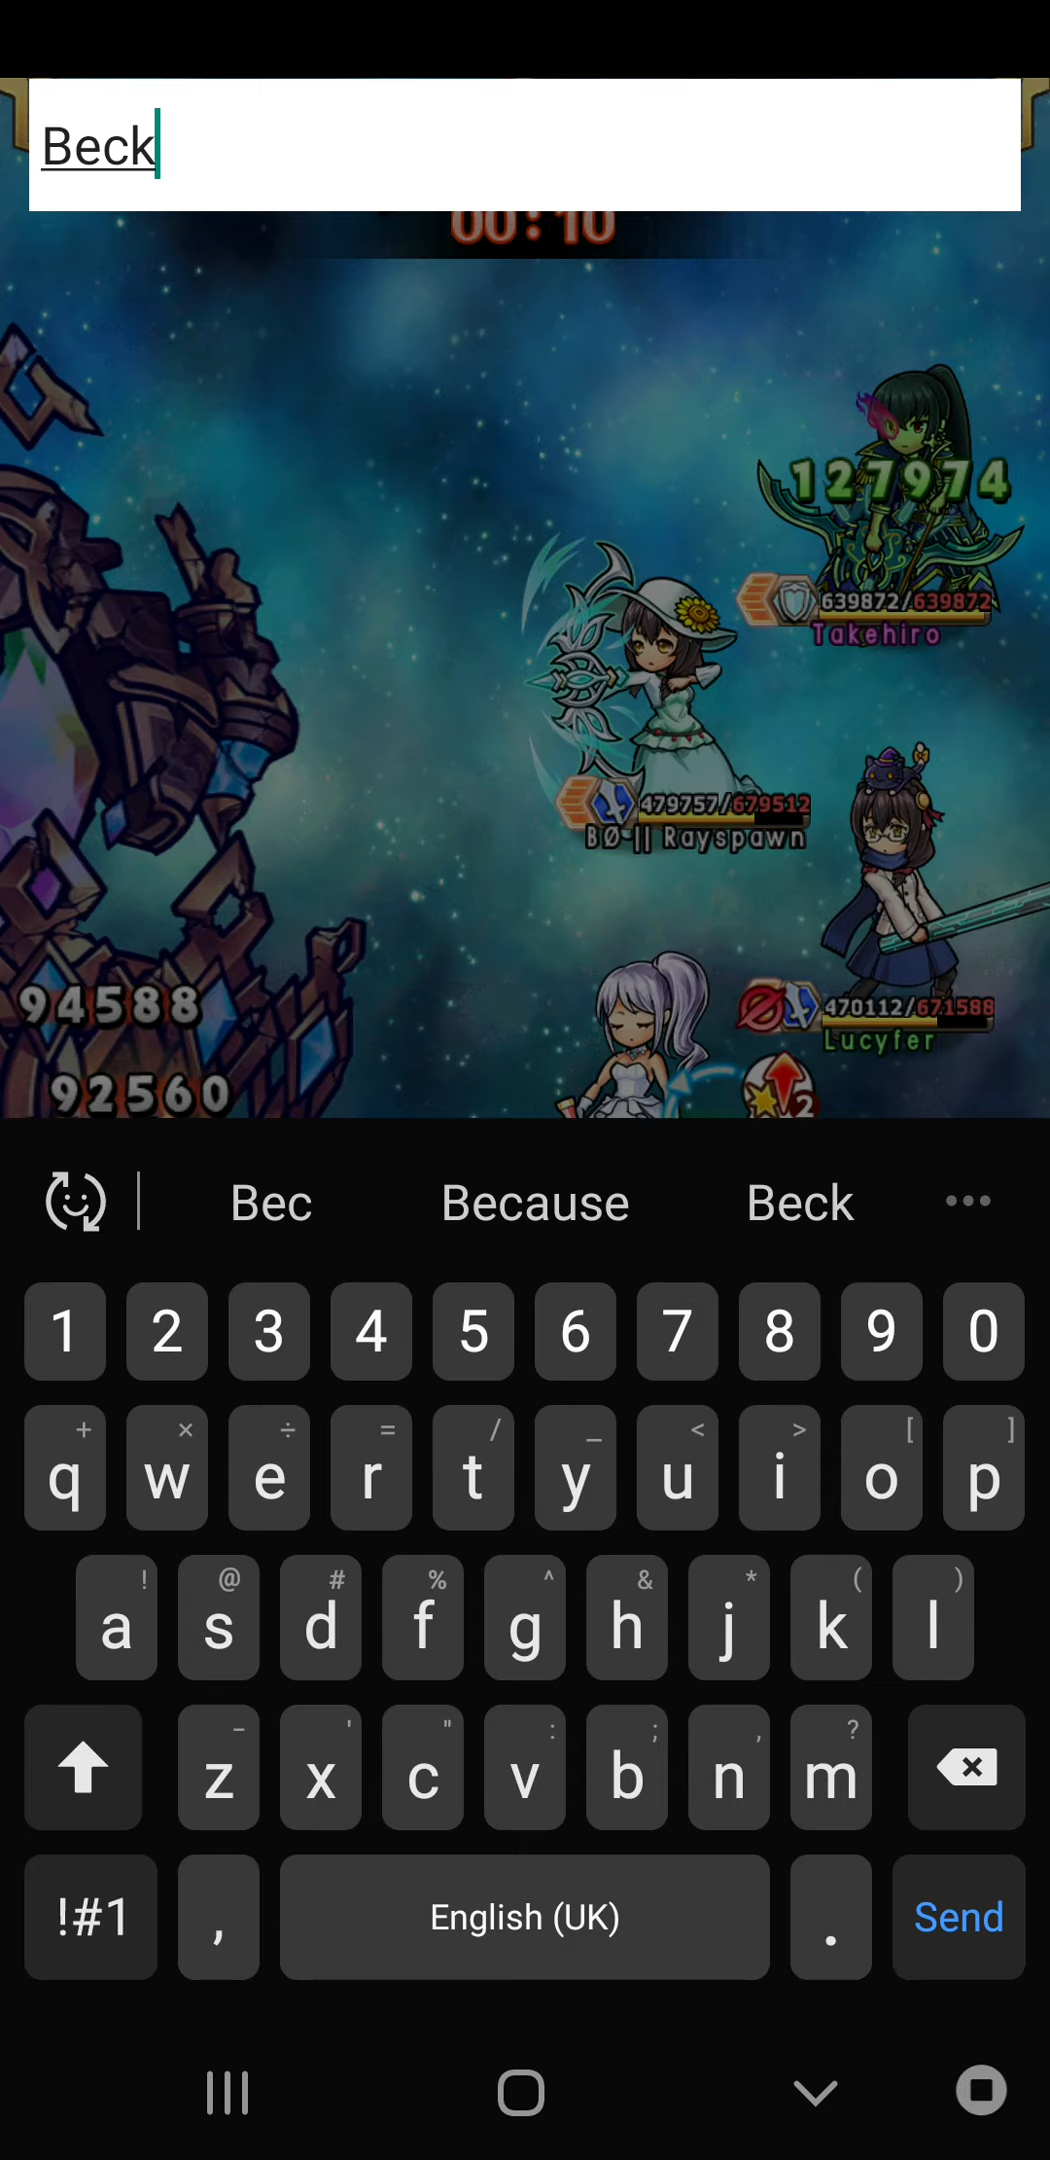 Beck
00:10
127974
639872/639872
Takehiro
479757/679512
BØ || Rayspawn
94588
470112/671588
Lucyfer
92560
2
Bec Because Beck
1 2 3 4 5 6 7 8 9 0
+ × ÷ = / _ < > [ ]
q w e r t y u i o p
! @ # % ^ & * ( )
a s d f g h j k l
- ' " : ; , ?
z x c v b n m
!#1 , English (UK) . Send